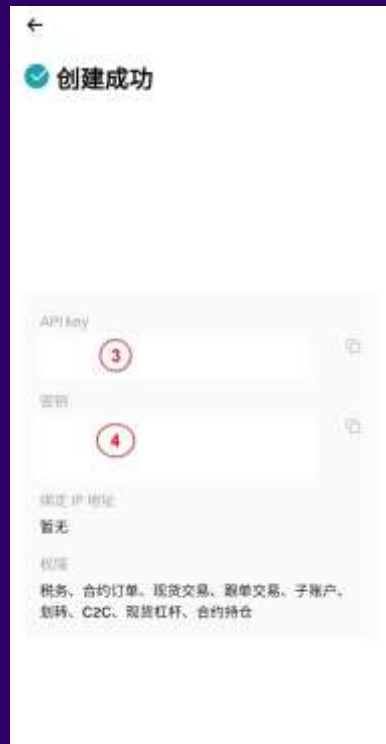 创建成功
API key
3
密钥
4
绑定 IP 地址
暂无
权限
税务、合约订单、现货交易、跟单交易、子账户、
划转、C2C、现货杠杆、合约持仓